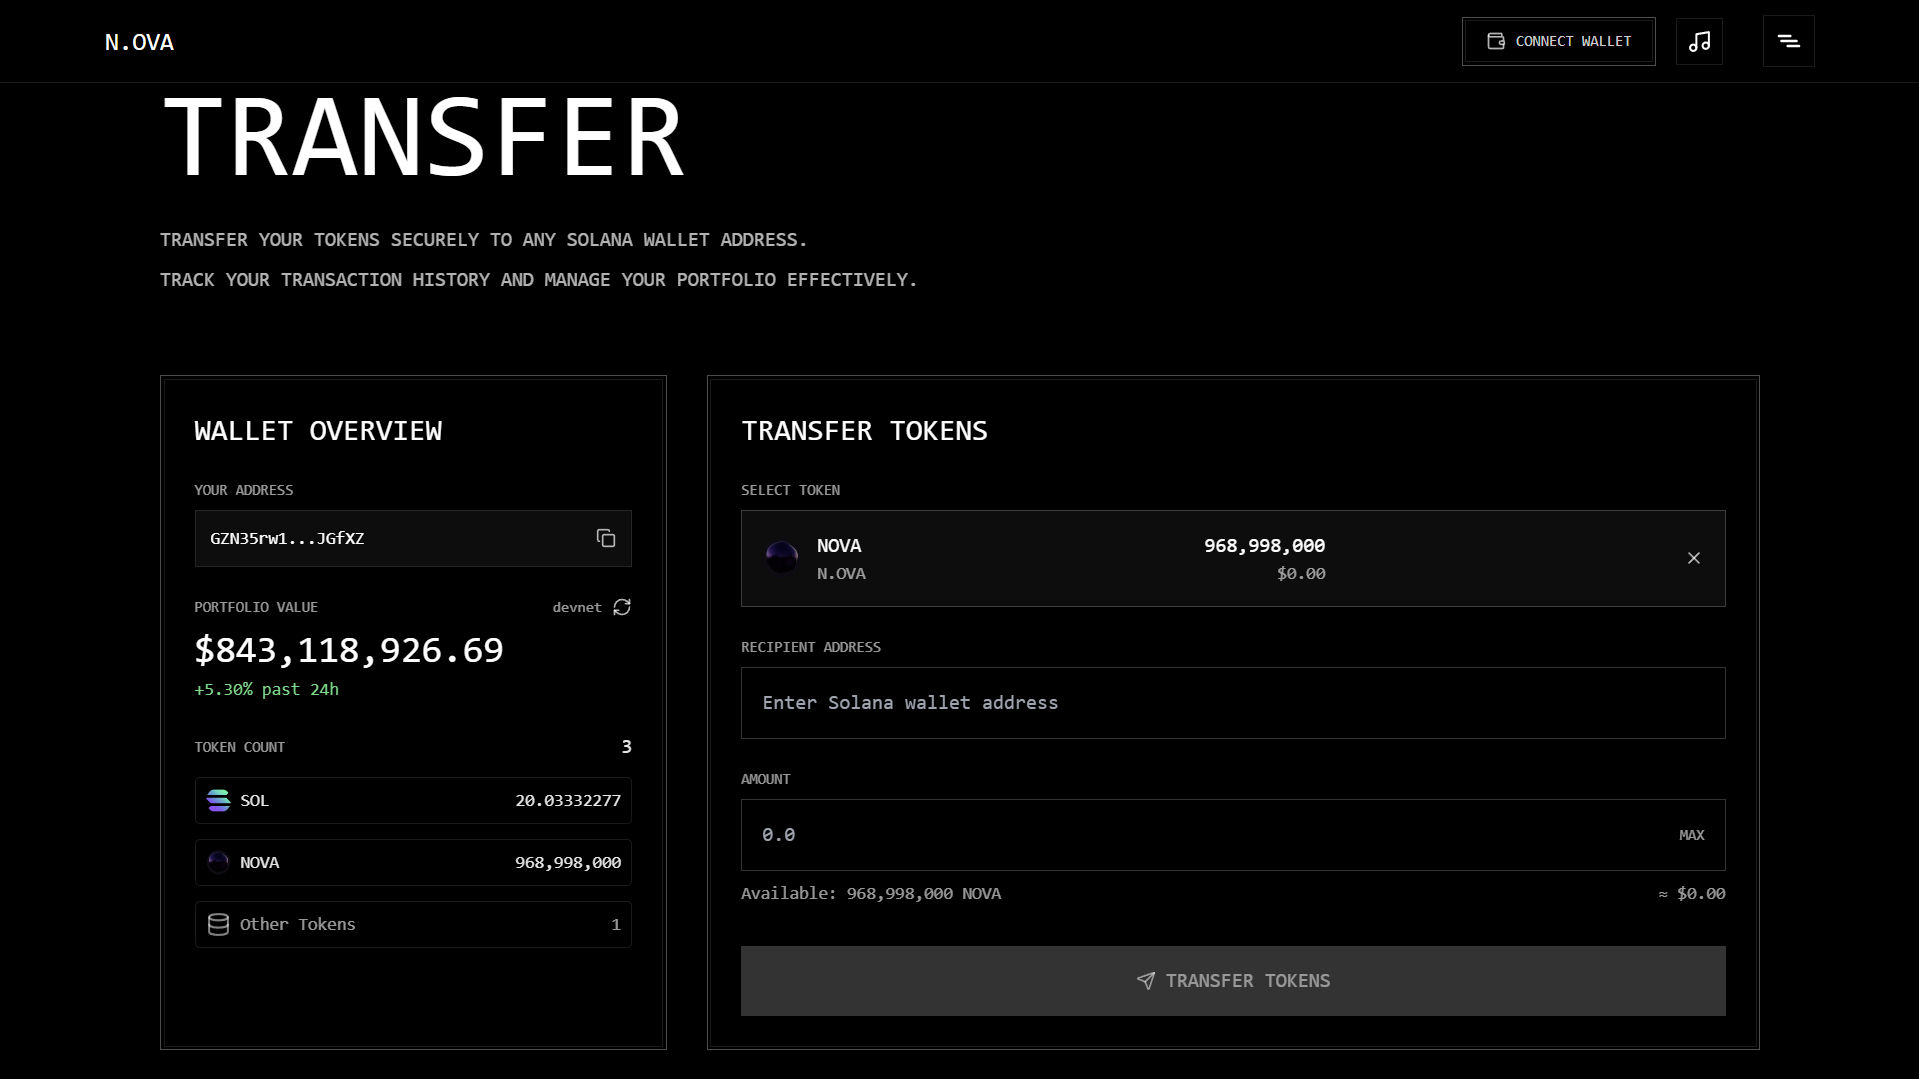 N.OVA
CONNECT WALLET
TRANSFER
TRANSFER YOUR TOKENS SECURELY TO ANY SOLANA WALLET ADDRESS.
TRACK YOUR TRANSACTION HISTORY AND MANAGE YOUR PORTFOLIO EFFECTIVELY.
WALLET OVERVIEW
YOUR ADDRESS
GZN35rw1...JGfXZ
PORTFOLIO VALUE devnet
$843,118,926.69
+5.30% past 24h
TOKEN COUNT 3
SOL 20.03332277
NOVA 968,998,000
Other Tokens 1
TRANSFER TOKENS
SELECT TOKEN
NOVA 968,998,000
N.OVA $0.00
RECIPIENT ADDRESS
Enter Solana wallet address
AMOUNT
0.0 MAX
Available: 968,998,000 NOVA ≈ $0.00
TRANSFER TOKENS